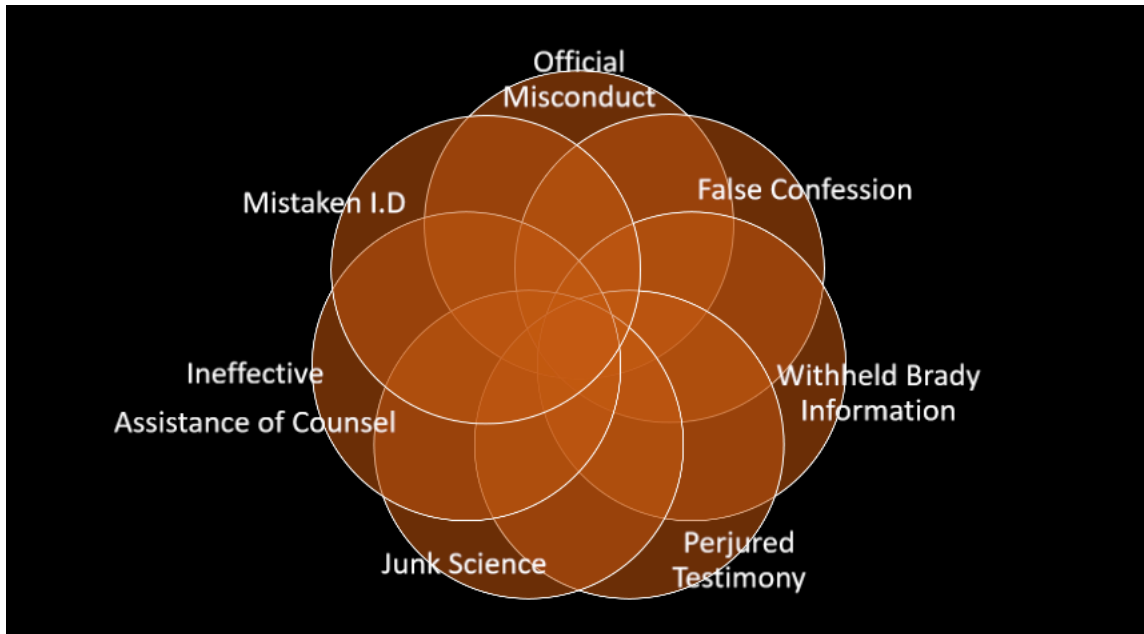 Official
Misconduct
False Confession
Mistaken I.D
Withheld Brady
Information
Ineffective
Assistance of Counsel
Perjured
Testimony
Junk Science